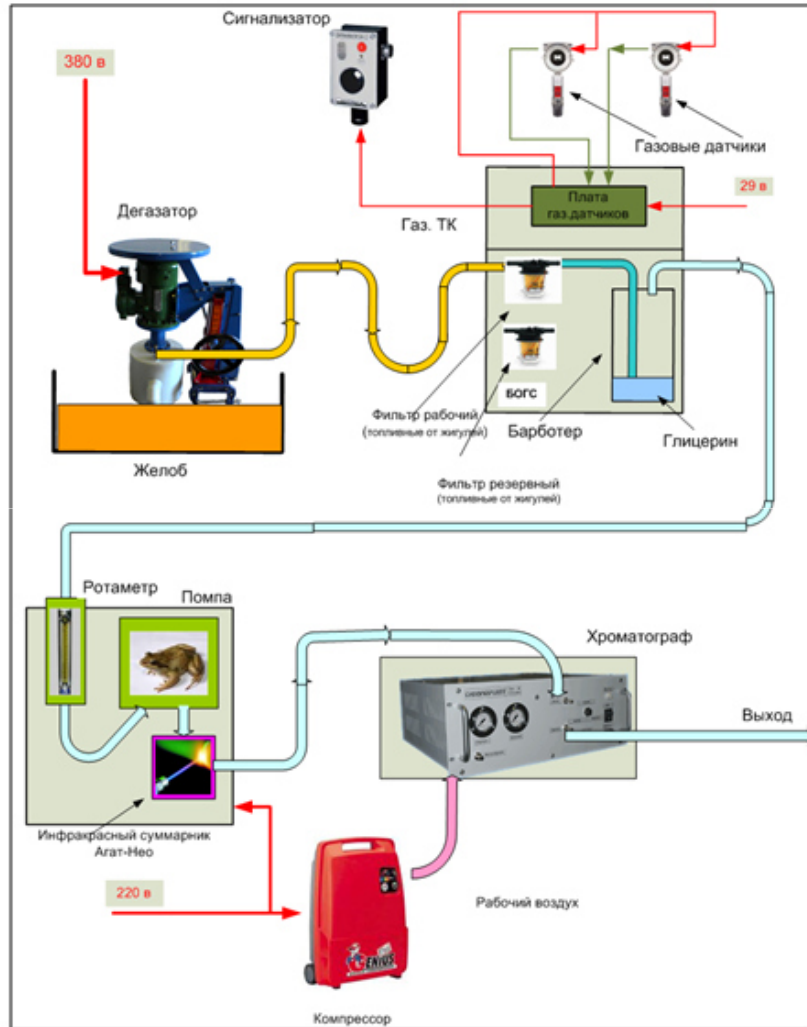 Сигнализатор
380 в
Газовые датчики
29 в
Плата
газ.датчиков
Дегазатор
Газ. ТК
БОГС
Фильтр рабочий
(топливные от жигулей)
Барботер
Глицерин
Желоб
Фильтр резервный
(топливные от жигулей)
Ротаметр
Помпа
Хроматограф
Выход
Инфракрасный суммарник
Агат-Нео
220 в
Рабочий воздух
GENIUS
Компрессор